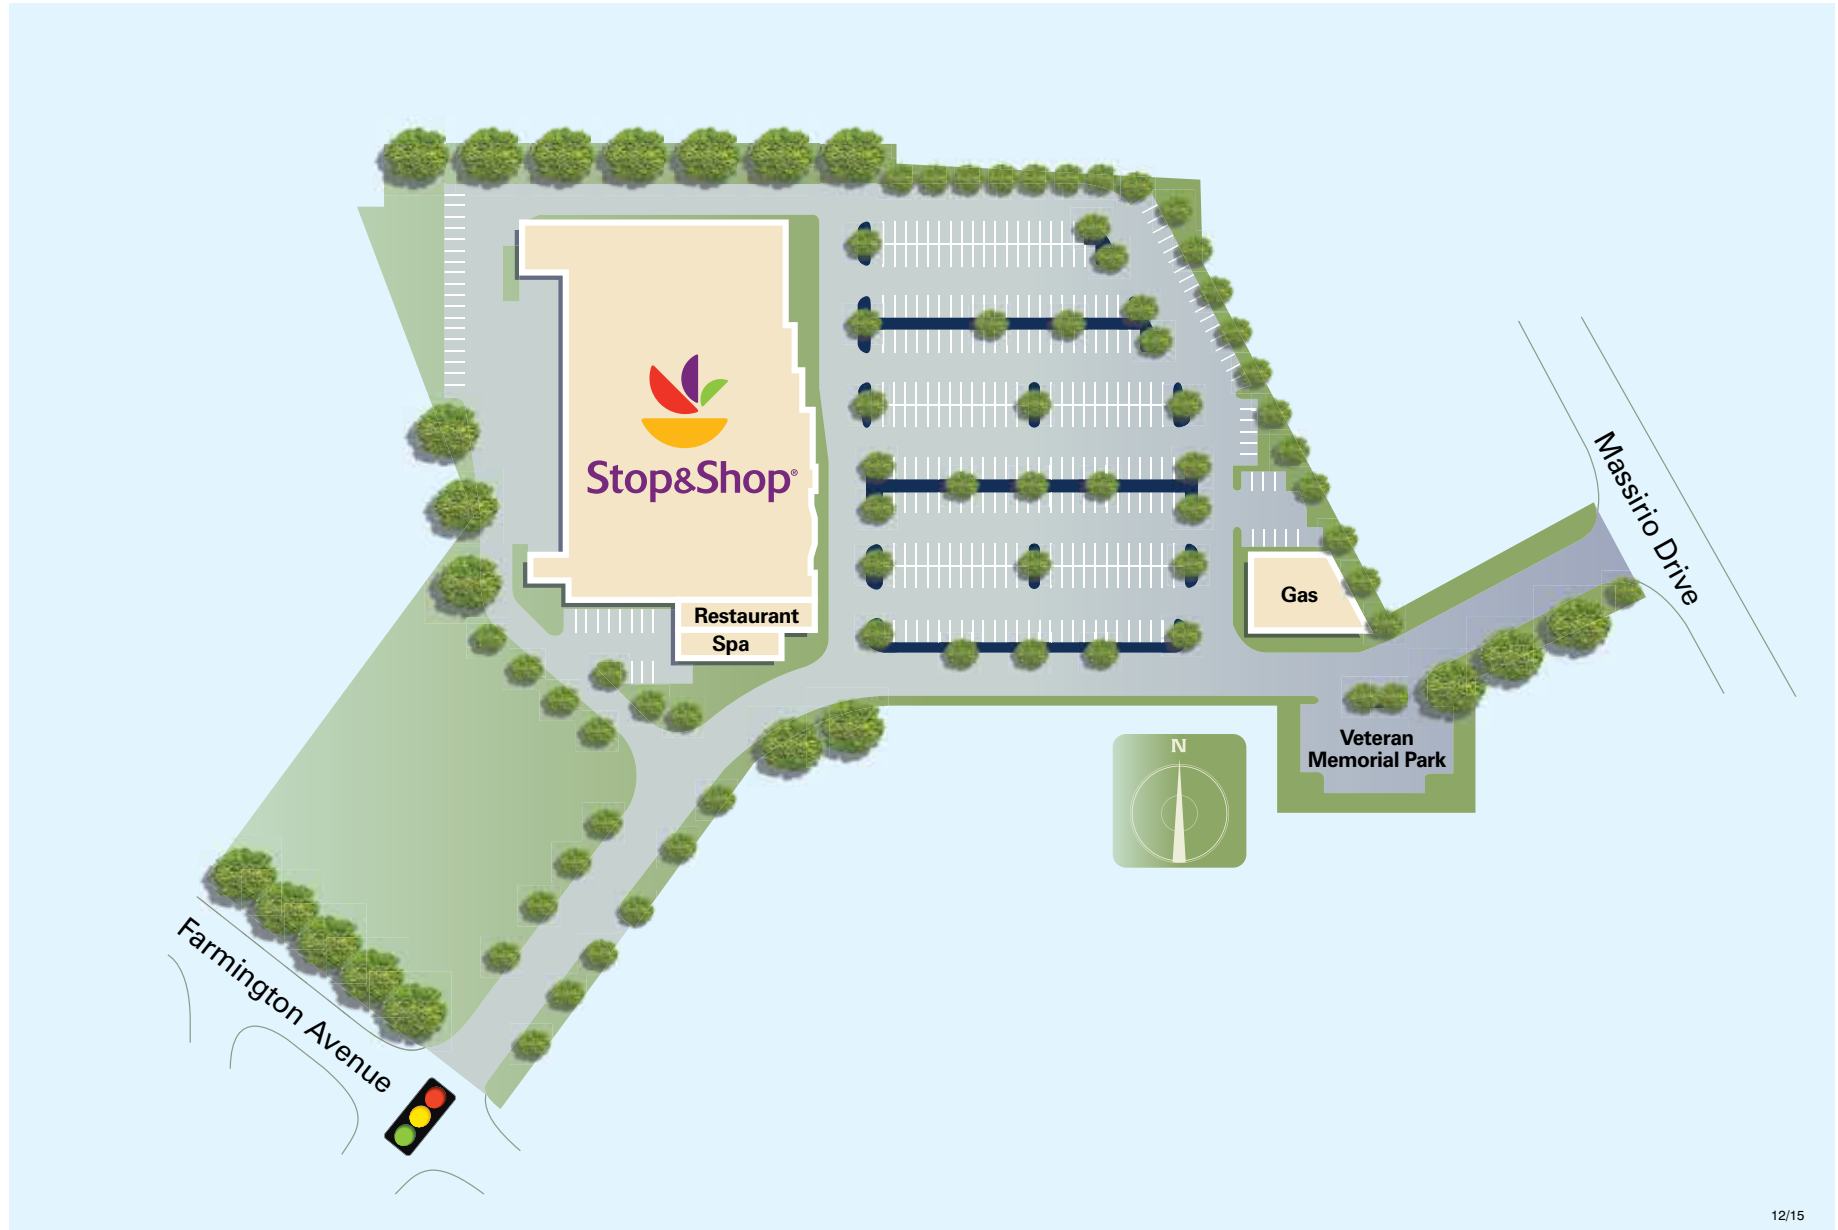 Stop&Shop®
Restaurant
Spa
Gas
Massirio Drive
N
Veteran
Memorial Park
Farmington Avenue
12/15